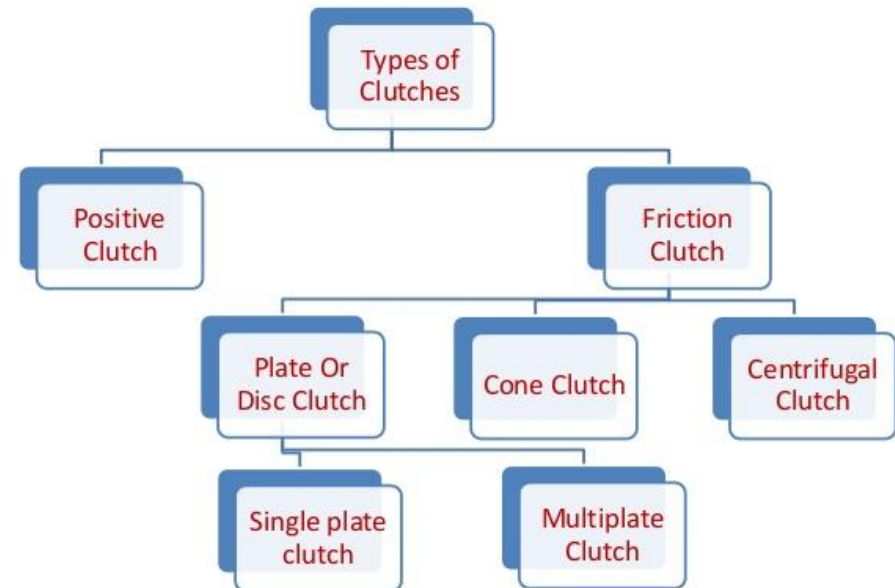 Types of
Clutches
Positive
Clutch
Friction
Clutch
Plate Or
Disc Clutch
Cone Clutch
Centrifugal
Clutch
Single plate
clutch
Multiplate
Clutch